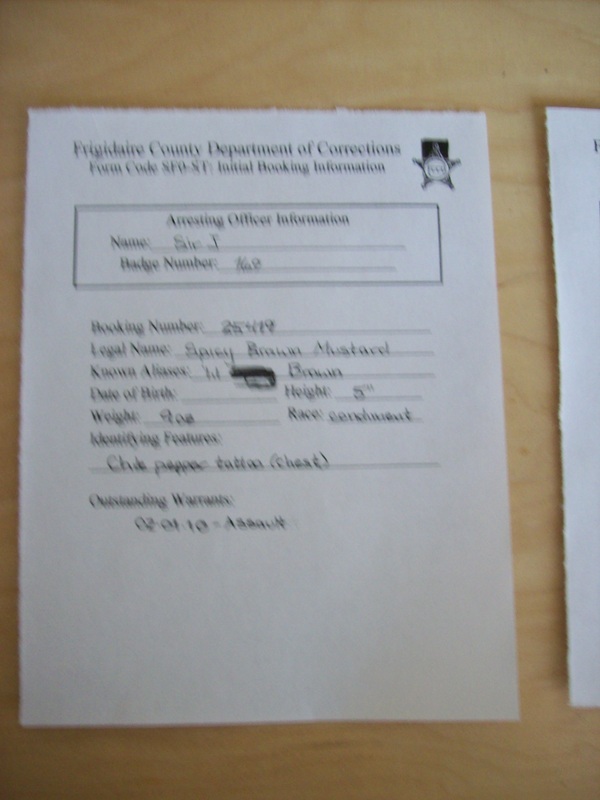 Frigidaire County Department of Corrections
Form Code SF0-ST: Initial Booking Information
Arresting Officer Information
Name: Sir J
Badge Number: 160
Booking Number: 25419
Legal Name: Spicy Brown Mustard
Known Aliases: Lil Brown
Date of Birth: Height: 5"
Weight: 9oz Race: condiment
Identifying Features:
Chile pepper tattoo (chest)
Outstanding Warrants:
02-01-10 - Assault